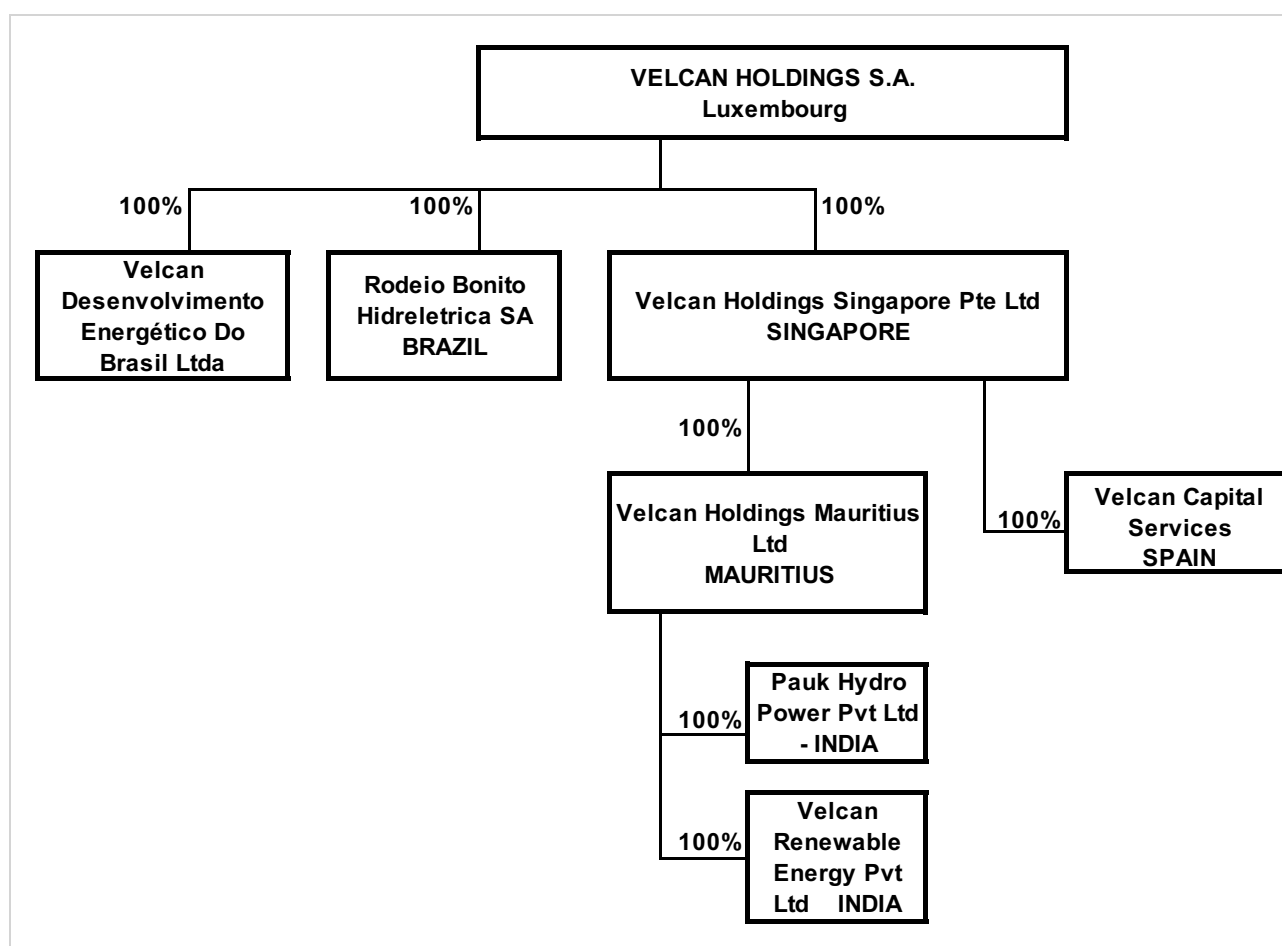 VELCAN HOLDINGS S.A.
Luxembourg
100%
100%
100%
Velcan
Desenvolvimento
Energético Do
Brasil Ltda
Rodeio Bonito
Hidreletrica SA
BRAZIL
Velcan Holdings Singapore Pte Ltd
SINGAPORE
100%
Velcan Holdings Mauritius
Ltd
MAURITIUS
100%
Velcan Capital
Services
SPAIN
100%
Pauk Hydro
Power Pvt Ltd
- INDIA
100%
Velcan
Renewable
Energy Pvt
Ltd INDIA